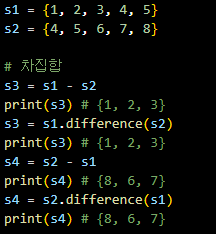 s1 = {1, 2, 3, 4, 5}
s2 = {4, 5, 6, 7, 8}
# 차집합
s3 = s1 - s2
print(s3) # {1, 2, 3}
s3 = s1.difference(s2)
print(s3) # {1, 2, 3}
s4 = s2 - s1
print(s4) # {8, 6, 7}
s4 = s2.difference(s1)
print(s4) # {8, 6, 7}